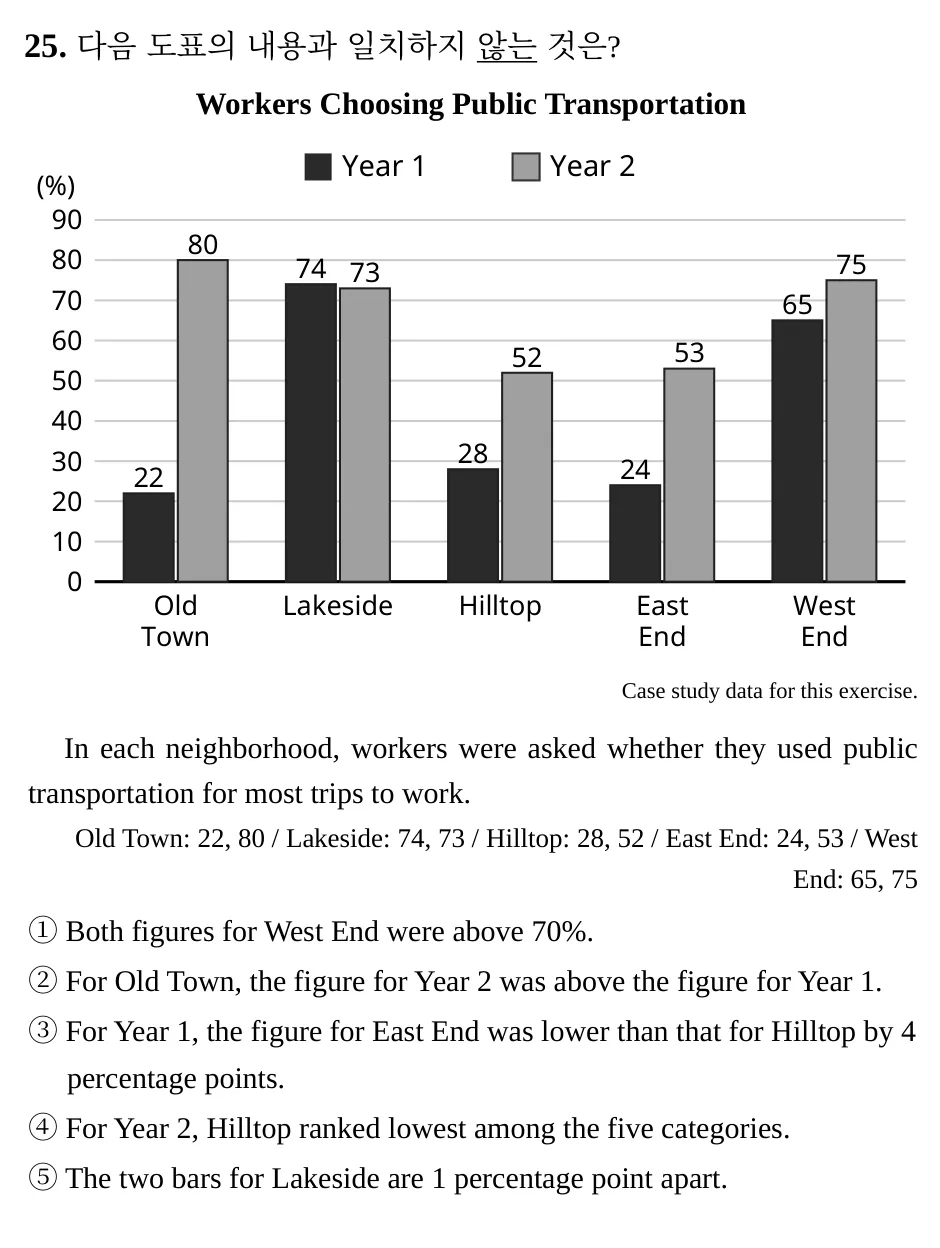 25. 다음 도표의 내용과 일치하지 않는 것은?
Workers Choosing Public Transportation
Year 1 Year 2
(%)
90
80
70
60
50
40
30
20
10
0
22 80
74 73
28 52
24 53
65 75
Old Town
Lakeside
Hilltop
East End
West End
Case study data for this exercise.
In each neighborhood, workers were asked whether they used public
transportation for most trips to work.
Old Town: 22, 80 / Lakeside: 74, 73 / Hilltop: 28, 52 / East End: 24, 53 / West
End: 65, 75
① Both figures for West End were above 70%.
② For Old Town, the figure for Year 2 was above the figure for Year 1.
③ For Year 1, the figure for East End was lower than that for Hilltop by 4
percentage points.
④ For Year 2, Hilltop ranked lowest among the five categories.
⑤ The two bars for Lakeside are 1 percentage point apart.